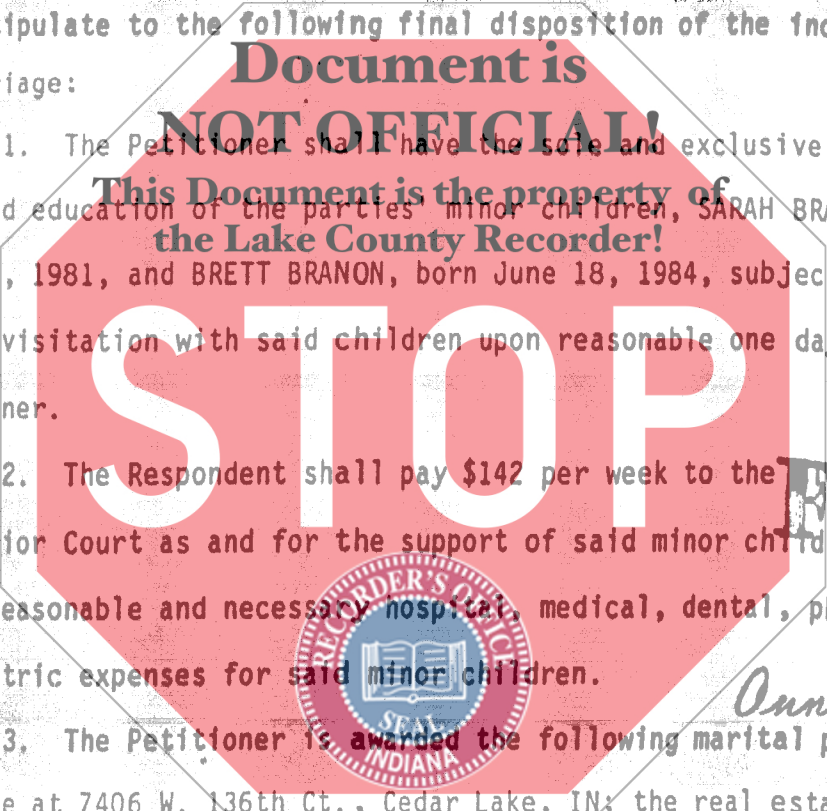 ipulate to the following final disposition of the
Document is
iage:
NOT OFFICIAL!
1. The Petitioner shall have the sole and exclusive
This Document is the property of
d education of the parties' minor children, SARAH BRA
the Lake County Recorder!
, 1981, and BRETT BRANON, born June 18, 1984, subjec
STOP
visitation with said children upon reasonable one da
ner.
2. The Respondent shall pay $142 per week to the
ior Court as and for the support of said minor child
RECORDER'S OFFICE
easonable and necessary hospital, medical, dental, p
tric expenses for said minor children.
SEAL
3. The Petitioner is awarded the following marital p
INDIANA
e at 7406 W. 136th Ct., Cedar Lake, IN; the real esta